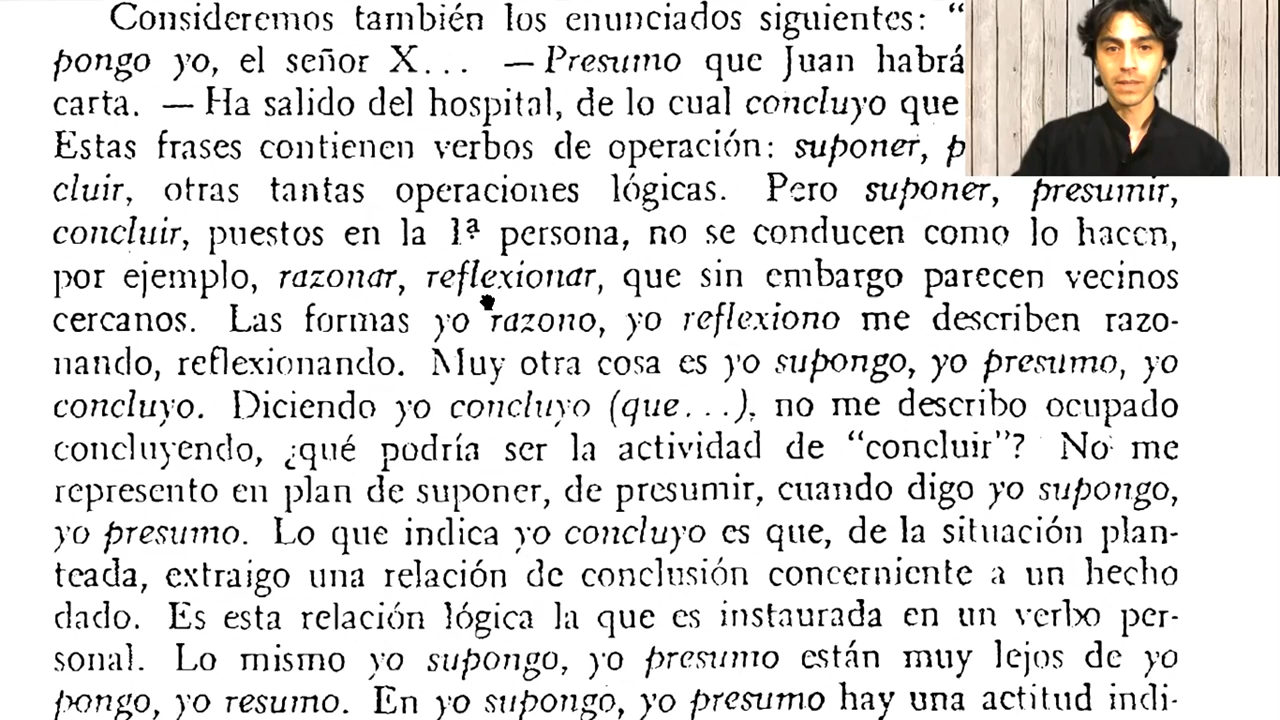 Consideremos también los enunciados siguientes: “
pongo yo, el señor X... —Presumo que Juan habrá
carta. — Ha salido del hospital, de lo cual concluyo que
Estas frases contienen verbos de operación: suponer, p
cluir, otras tantas operaciones lógicas. Pero suponer, presumir,
concluir, puestos en la 1ª persona, no se conducen como lo hacen,
por ejemplo, razonar, reflexionar, que sin embargo parecen vecinos
cercanos. Las formas yo razono, yo reflexiono me describen razo-
nando, reflexionando. Muy otra cosa es yo supongo, yo presumo, yo
concluyo. Diciendo yo concluyo (que...), no me describo ocupado
concluyendo, ¿qué podría ser la actividad de “concluir”? No me
represento en plan de suponer, de presumir, cuando digo yo supongo,
yo presumo. Lo que indica yo concluyo es que, de la situación plan-
teada, extraigo una relación de conclusión concerniente a un hecho
dado. Es esta relación lógica la que es instaurada en un verbo per-
sonal. Lo mismo yo supongo, yo presumo están muy lejos de yo
pongo, yo resumo. En yo supongo, yo presumo hay una actitud indi-